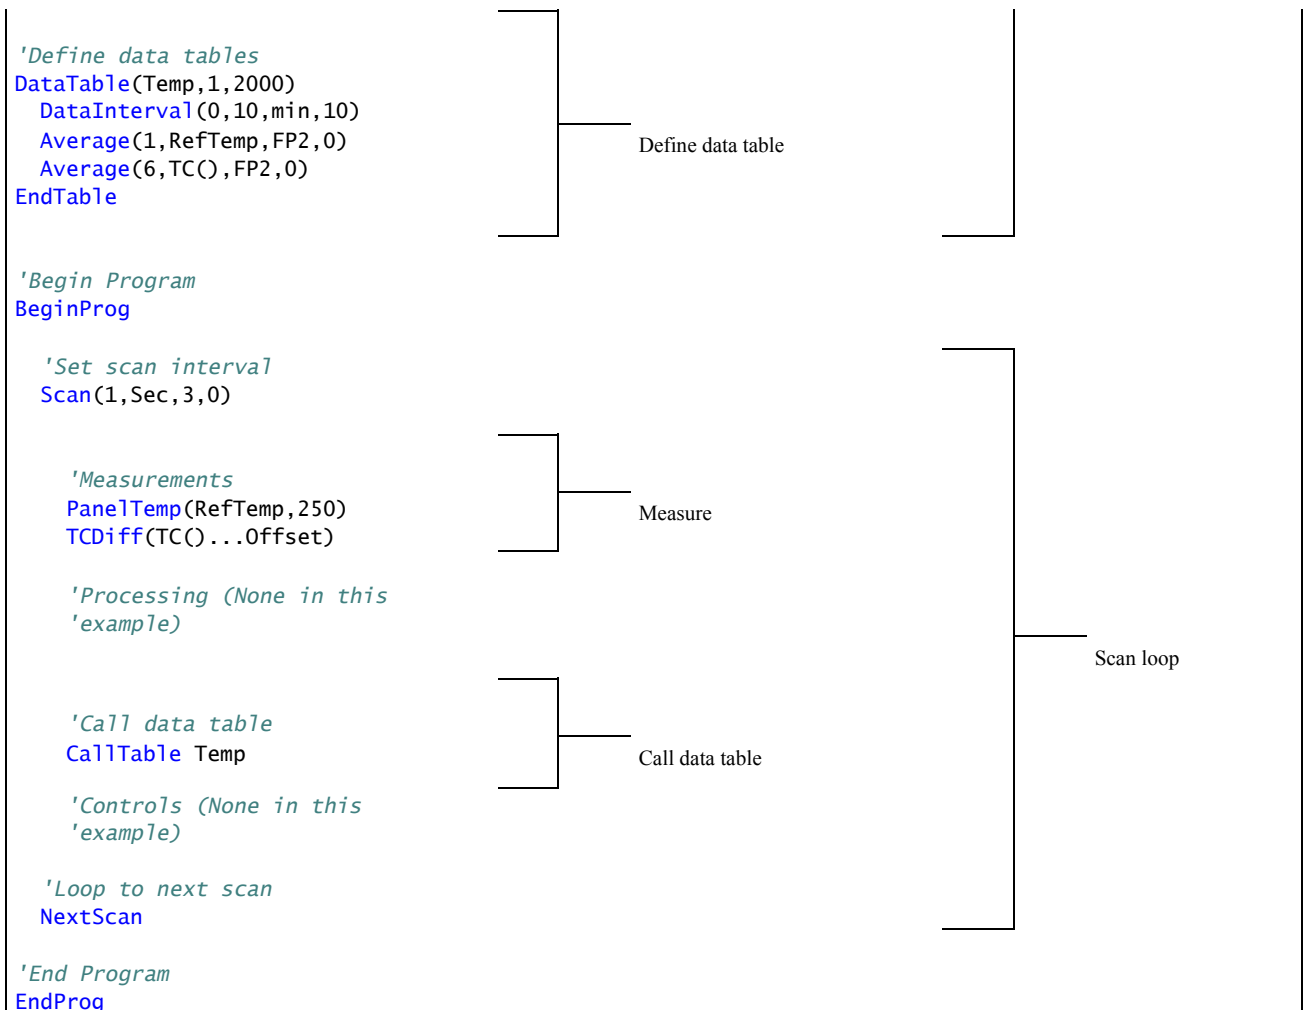 'Define data tables
DataTable(Temp,1,2000)
DataInterval(0,10,min,10)
Average(1,RefTemp,FP2,0)
Define data table
Average(6,TC(),FP2,0)
EndTable
'Begin Program
BeginProg
'Set scan interval
Scan(1,Sec,3,0)
'Measurements
PanelTemp(RefTemp,250)
Measure
TCDiff(TC()...Offset)
'Processing (None in this
'example)
Scan loop
'Call data table
CallTable Temp
Call data table
'Controls (None in this
'example)
'Loop to next scan
NextScan
'End Program
EndProg